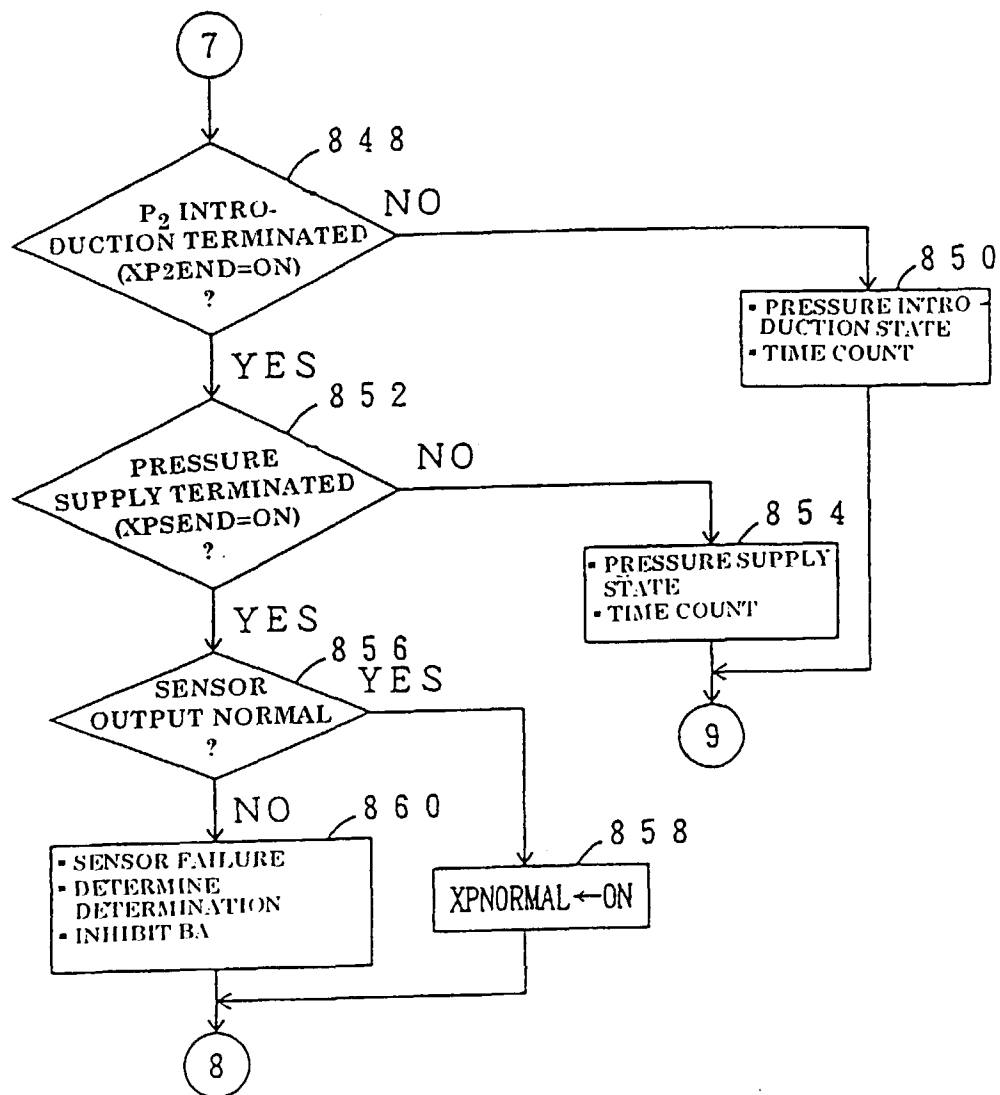 7
848
P2 INTRO-
DUCTION TERMINATED
(XP2END=ON)
?
NO
YES
850
▪ PRESSURE INTRO-
DUCTION STATE
▪ TIME COUNT
852
PRESSURE
SUPPLY TERMINATED
(XPSEND=ON)
?
NO
YES
854
▪ PRESSURE SUPPLY
STATE
▪ TIME COUNT
9
856
SENSOR
OUTPUT NORMAL
?
YES
NO
860
▪ SENSOR FAILURE
▪ DETERMINE
DETERMINATION
▪ INHIBIT BA
858
XPNORMAL←ON
8